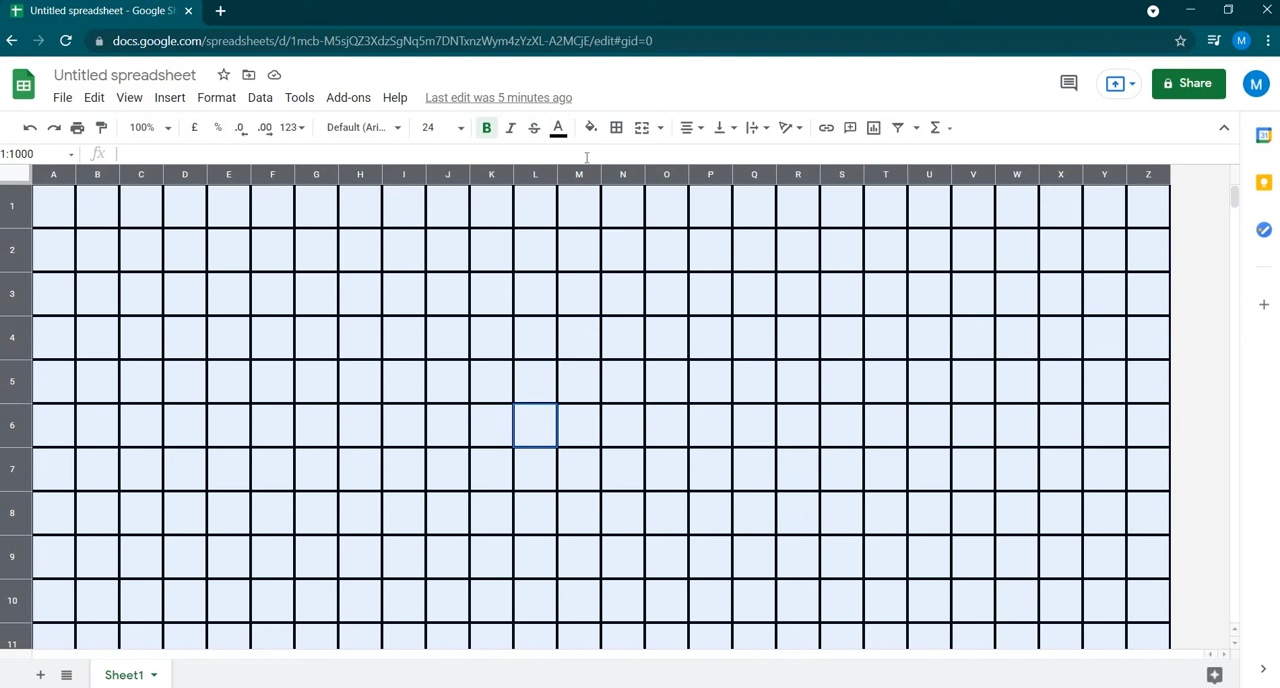 Untitled spreadsheet - Google S
docs.google.com/spreadsheets/d/1mcb-M5sjQZ3XdzSgNq5m7DNTxnzWym4zYzXL-A2MCjE/edit#gid=0
M
Untitled spreadsheet
File Edit View Insert Format Data Tools Add-ons Help Last edit was 5 minutes ago
Share
M
100% £ % .0 .00 123 Default (Ari... 24 B I S A Σ
31
1:1000 fx
A B C D E F G H I J K L M N O P Q R S T U V W X Y Z
1
2
3
4
5
6
7
8
9
10
11
Sheet1